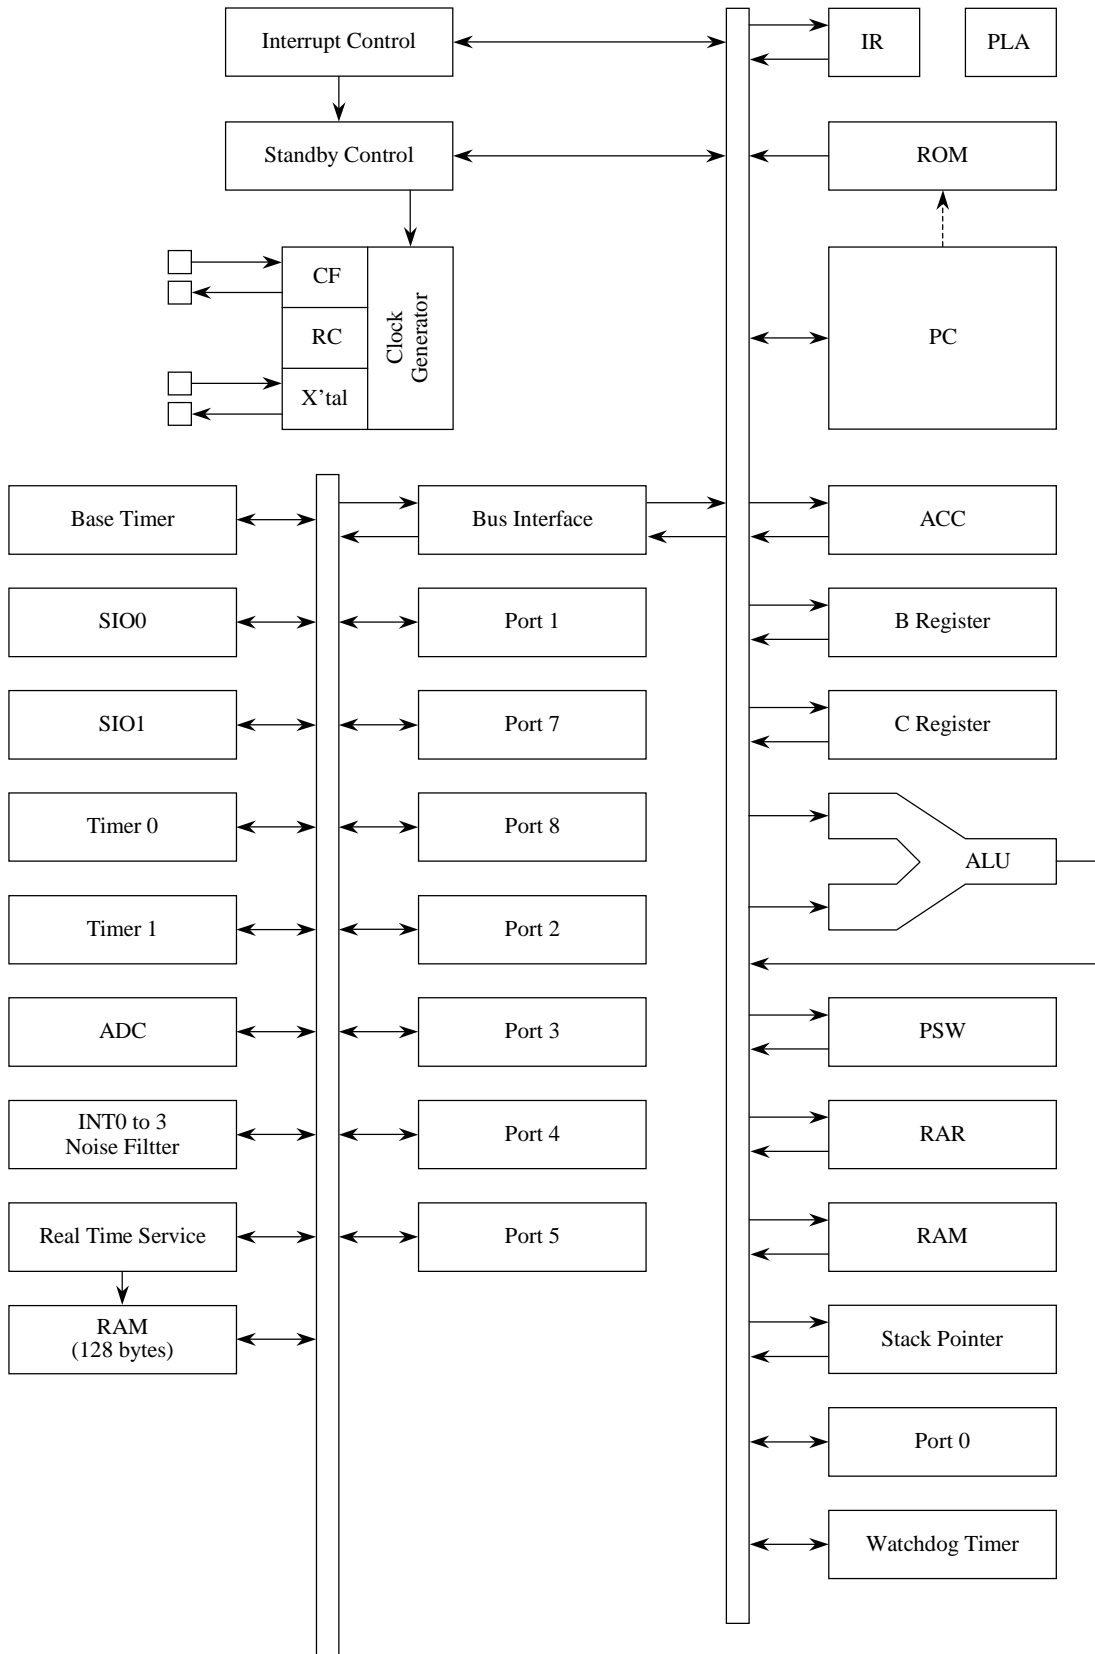 Interrupt Control
IR
PLA
Standby Control
ROM
CF
RC
X’tal
Clock
Generator
PC
Base Timer
Bus Interface
ACC
SIO0
Port 1
B Register
SIO1
Port 7
C Register
Timer 0
Port 8
ALU
Timer 1
Port 2
ADC
Port 3
PSW
INT0 to 3
Noise Filtter
Port 4
RAR
Real Time Service
Port 5
RAM
RAM
(128 bytes)
Stack Pointer
Port 0
Watchdog Timer